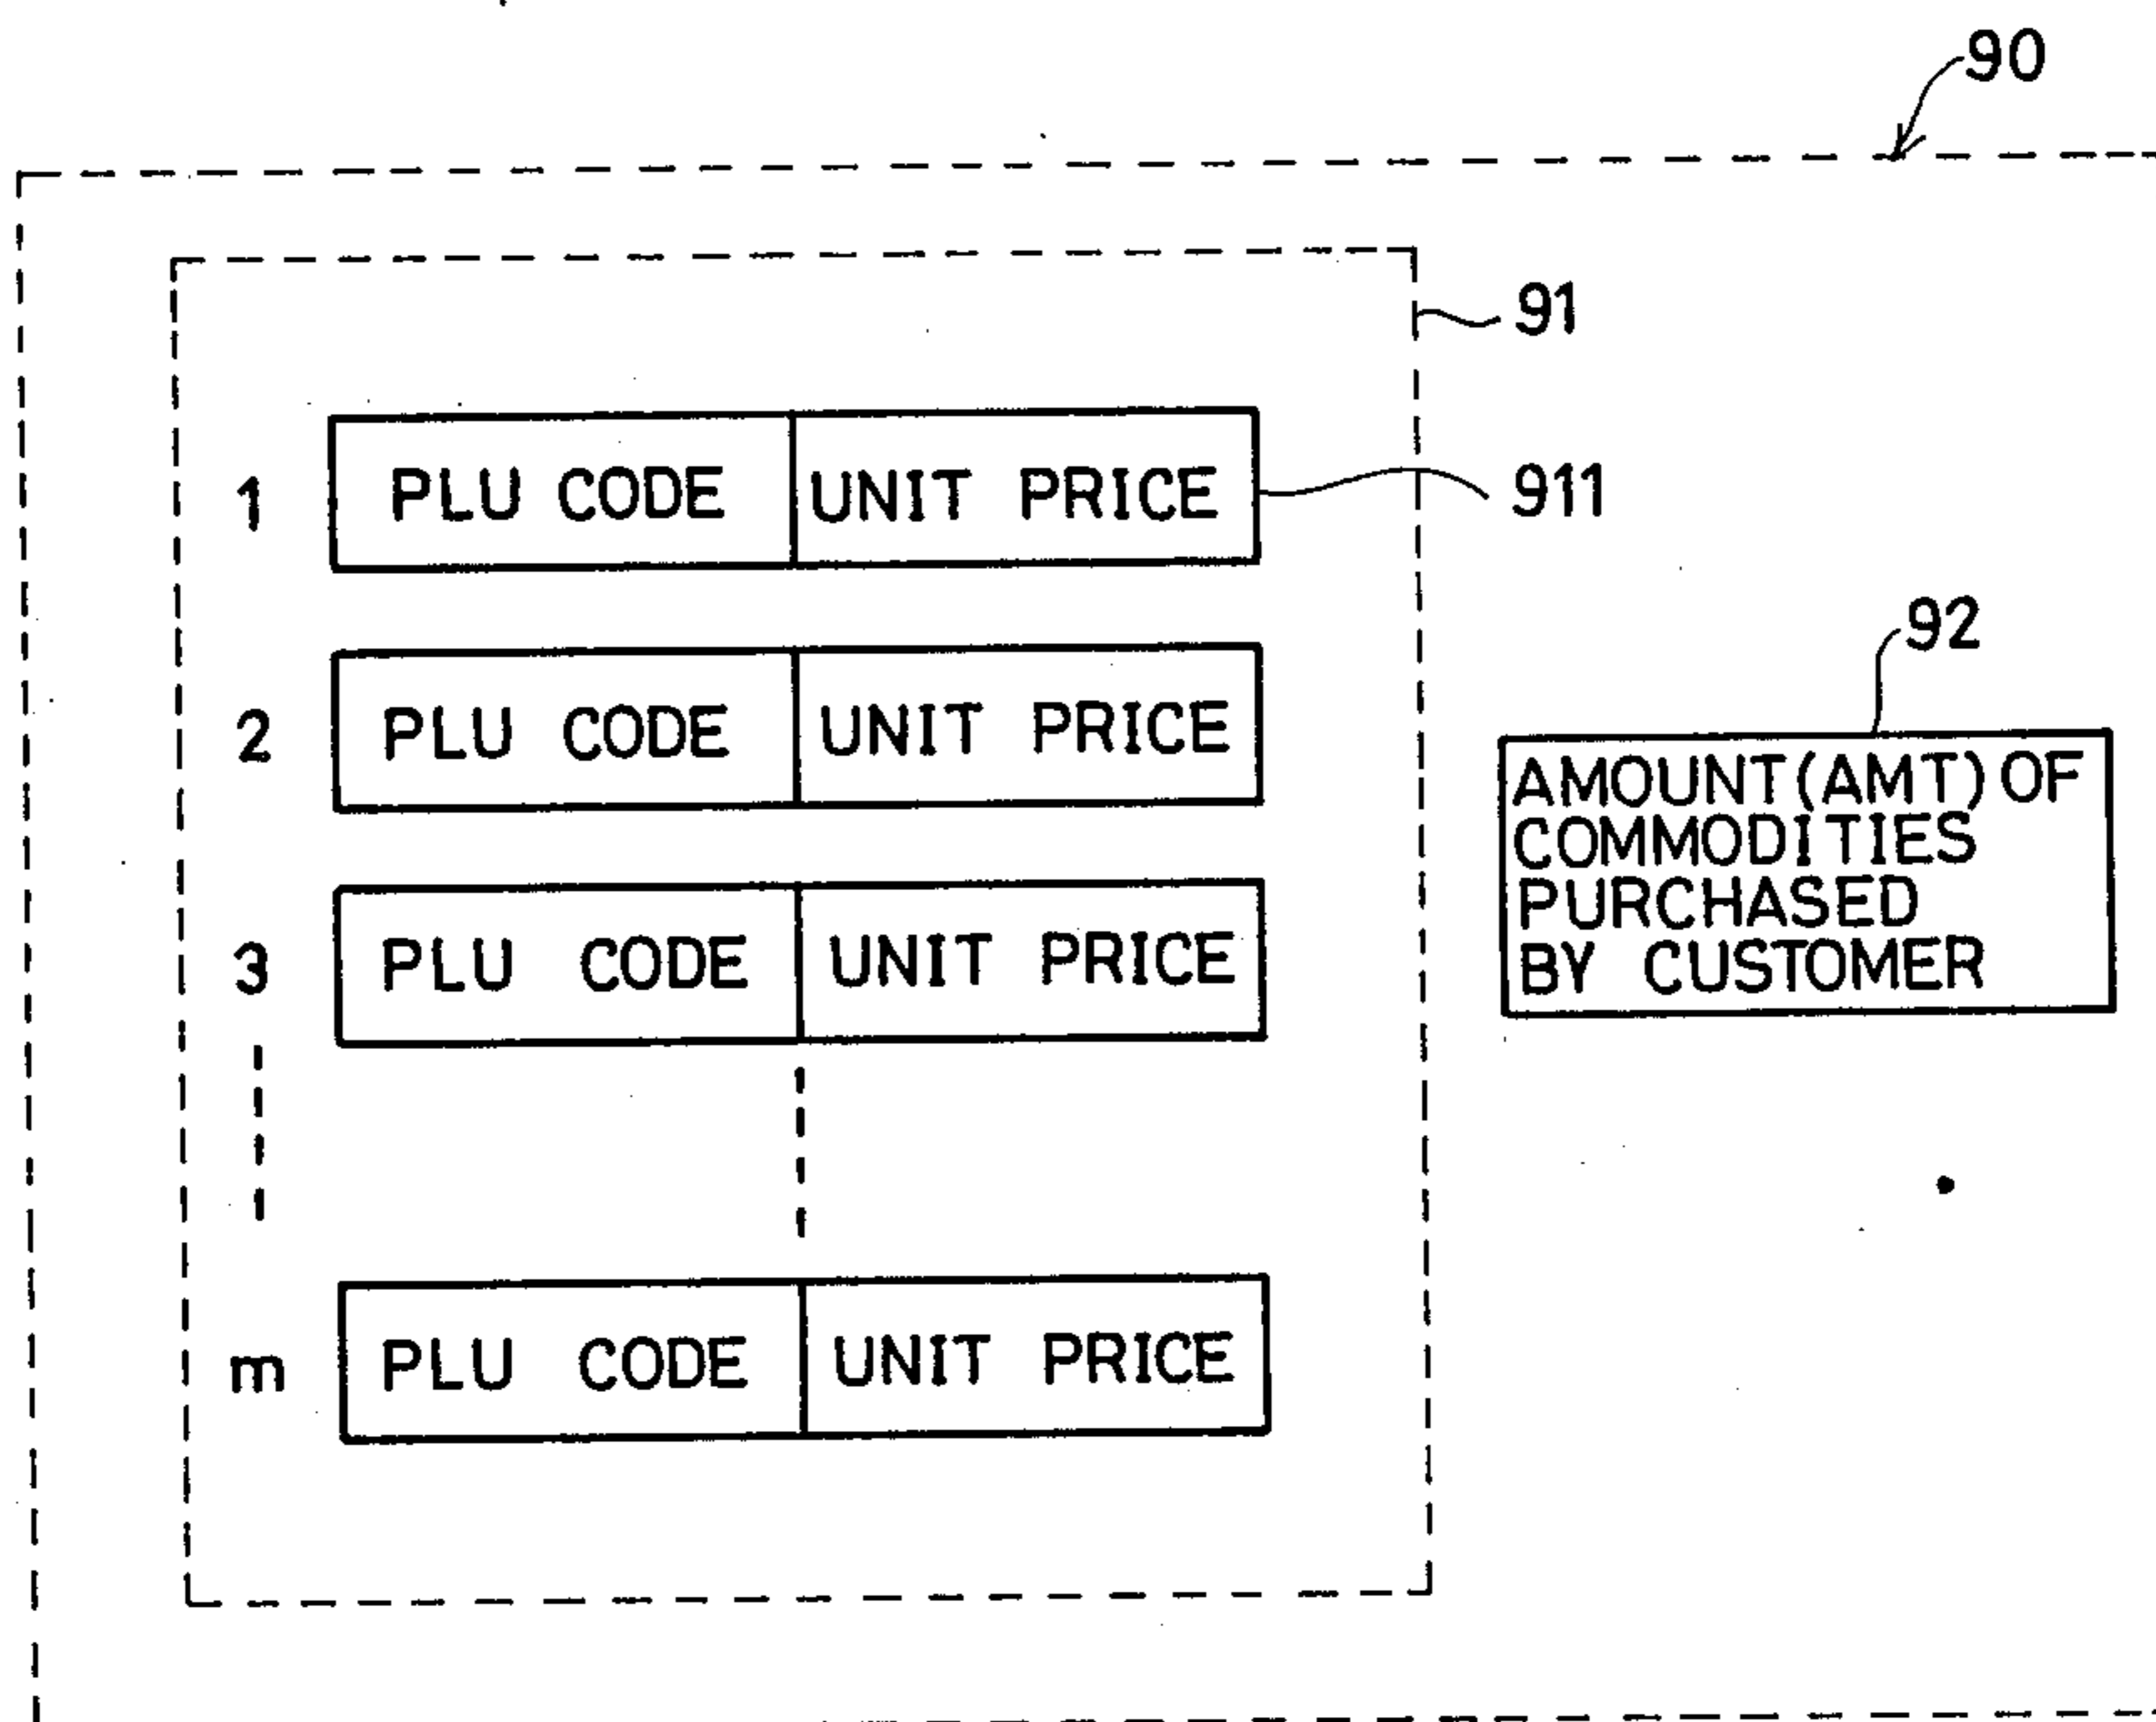 90
91
1 PLU CODE UNIT PRICE 911
2 PLU CODE UNIT PRICE
92
3 PLU CODE UNIT PRICE
AMOUNT(AMT) OF
COMMODITIES
PURCHASED
BY CUSTOMER
m PLU CODE UNIT PRICE